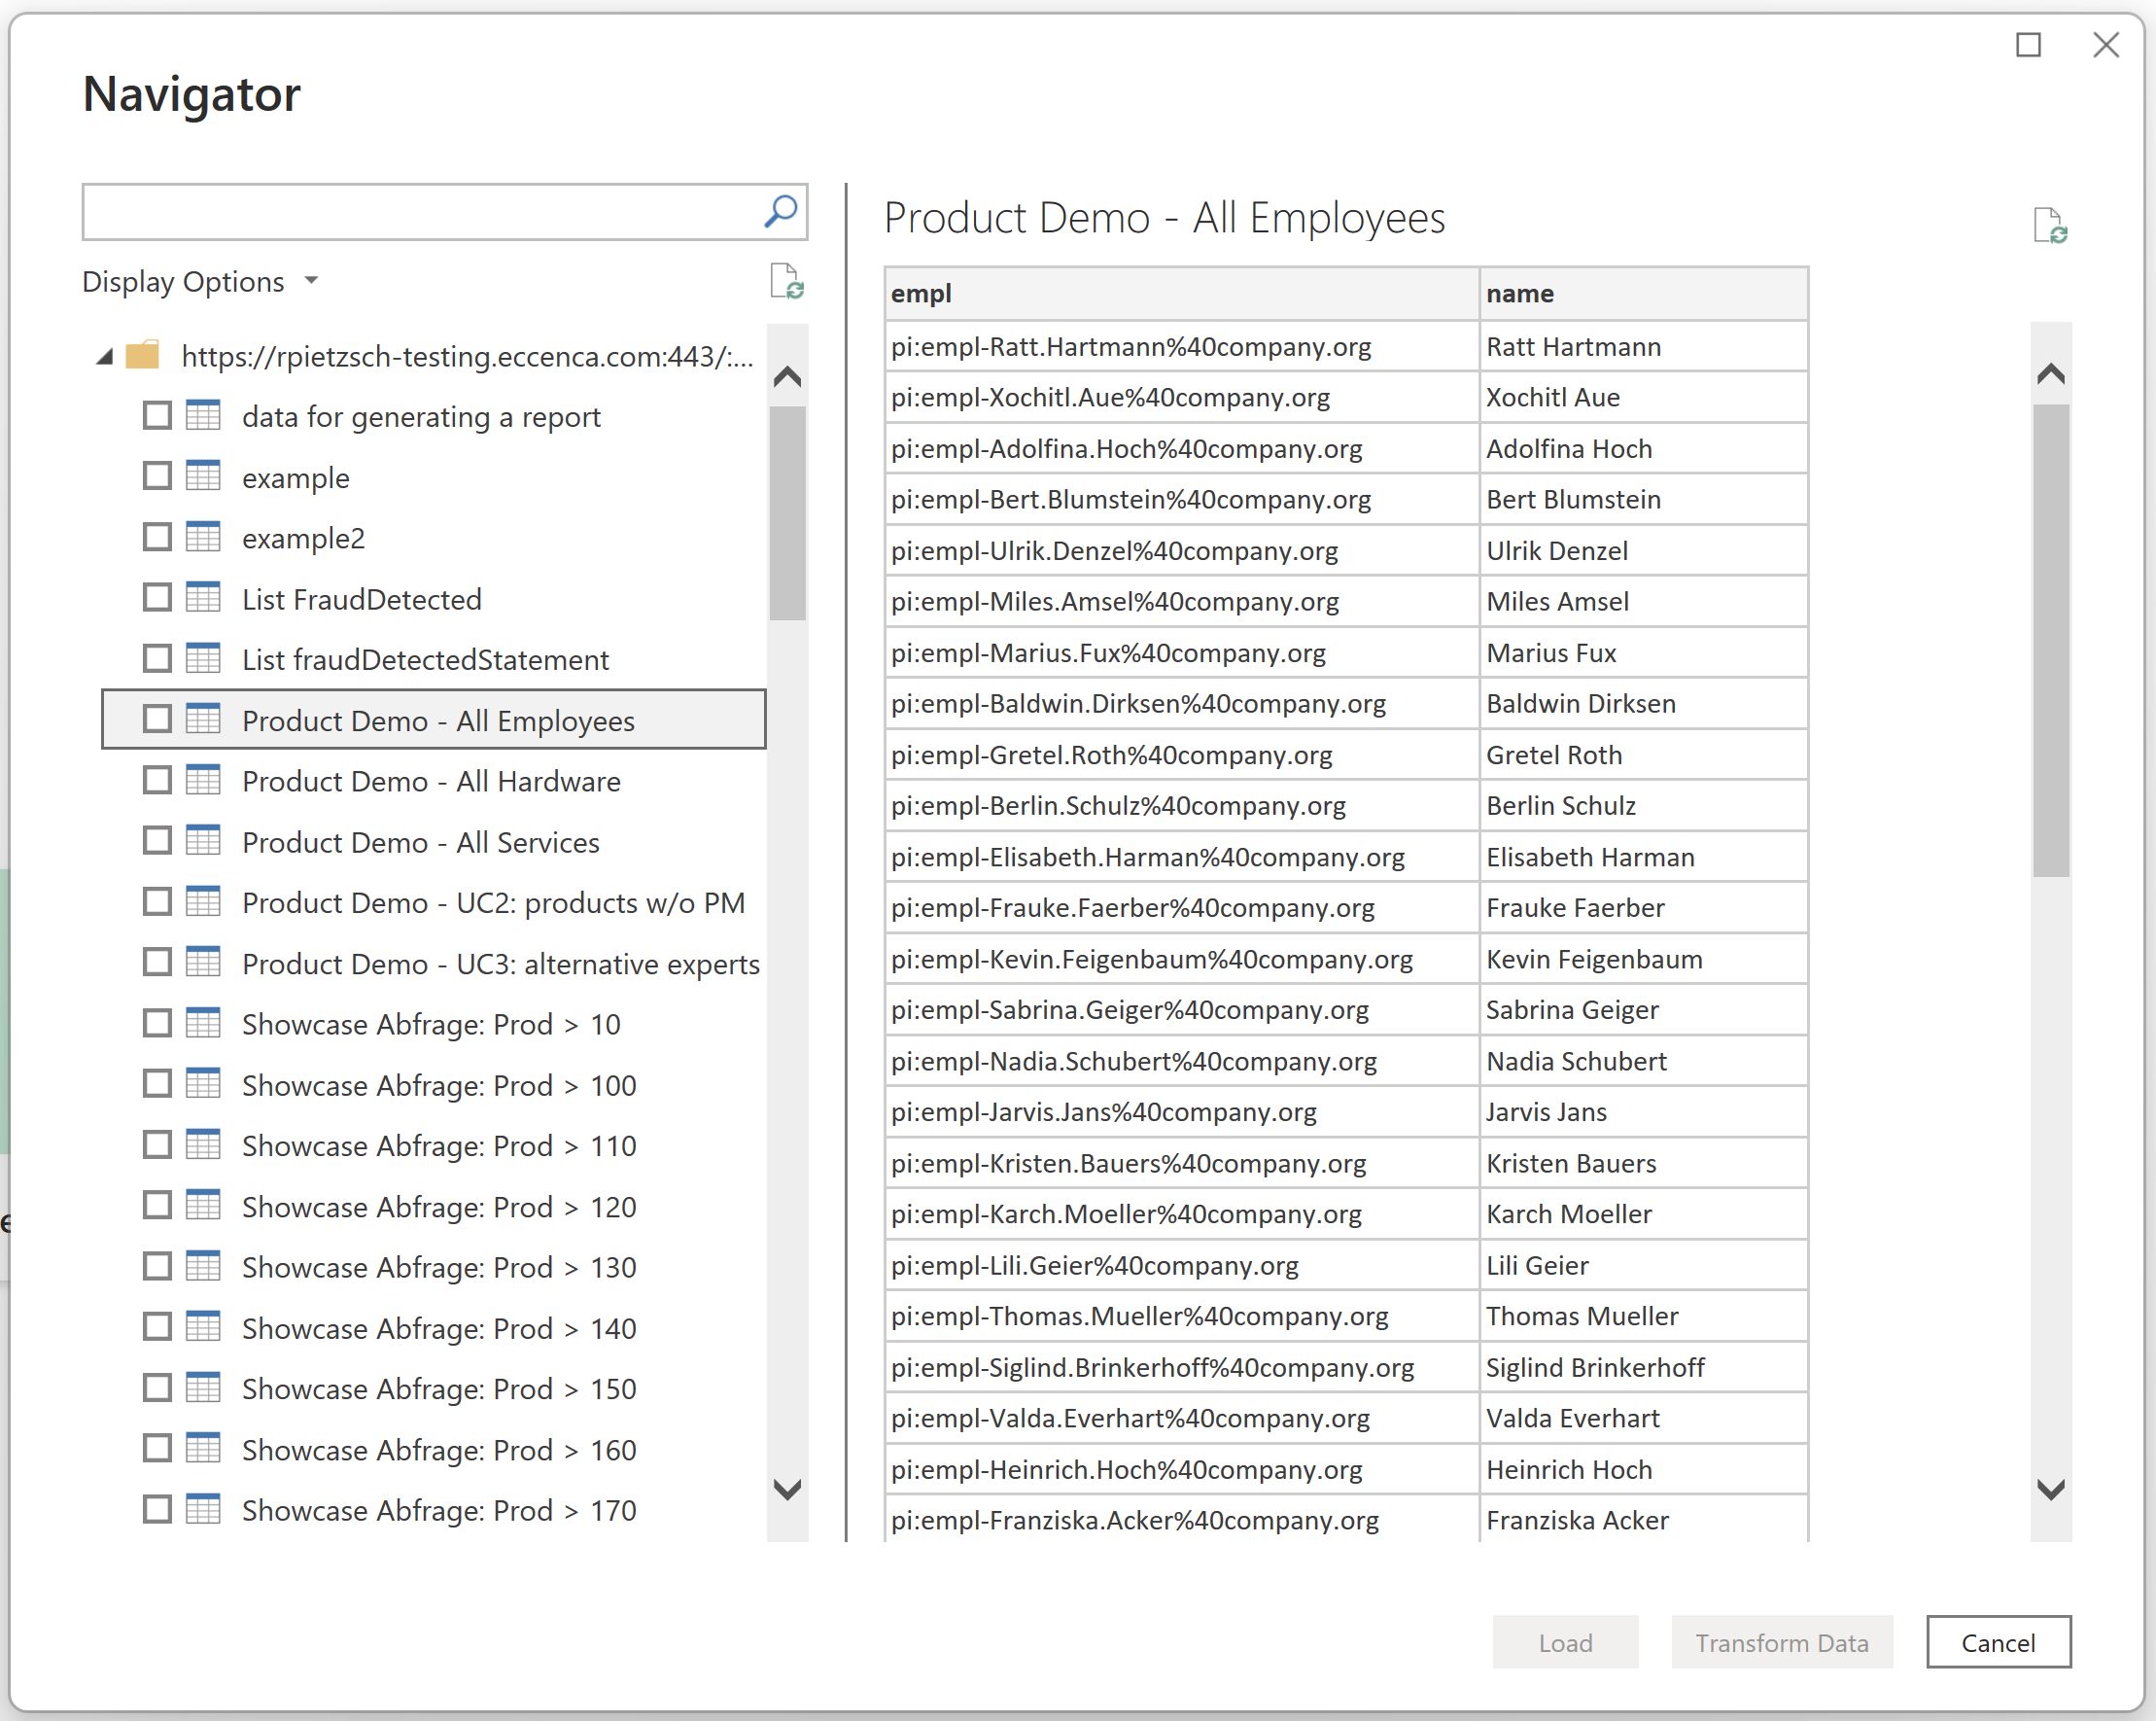 Navigator
Display Options
https://rpietzsch-testing.eccenca.com:443/:...
data for generating a report
example
example2
List FraudDetected
List fraudDetectedStatement
Product Demo - All Employees
Product Demo - All Hardware
Product Demo - All Services
Product Demo - UC2: products w/o PM
Product Demo - UC3: alternative experts
Showcase Abfrage: Prod > 10
Showcase Abfrage: Prod > 100
Showcase Abfrage: Prod > 110
Showcase Abfrage: Prod > 120
Showcase Abfrage: Prod > 130
Showcase Abfrage: Prod > 140
Showcase Abfrage: Prod > 150
Showcase Abfrage: Prod > 160
Showcase Abfrage: Prod > 170
Product Demo - All Employees
empl name
pi:empl-Ratt.Hartmann%40company.org Ratt Hartmann
pi:empl-Xochitl.Aue%40company.org Xochitl Aue
pi:empl-Adolfina.Hoch%40company.org Adolfina Hoch
pi:empl-Bert.Blumstein%40company.org Bert Blumstein
pi:empl-Ulrik.Denzel%40company.org Ulrik Denzel
pi:empl-Miles.Amsel%40company.org Miles Amsel
pi:empl-Marius.Fux%40company.org Marius Fux
pi:empl-Baldwin.Dirksen%40company.org Baldwin Dirksen
pi:empl-Gretel.Roth%40company.org Gretel Roth
pi:empl-Berlin.Schulz%40company.org Berlin Schulz
pi:empl-Elisabeth.Harman%40company.org Elisabeth Harman
pi:empl-Frauke.Faerber%40company.org Frauke Faerber
pi:empl-Kevin.Feigenbaum%40company.org Kevin Feigenbaum
pi:empl-Sabrina.Geiger%40company.org Sabrina Geiger
pi:empl-Nadia.Schubert%40company.org Nadia Schubert
pi:empl-Jarvis.Jans%40company.org Jarvis Jans
pi:empl-Kristen.Bauers%40company.org Kristen Bauers
pi:empl-Karch.Moeller%40company.org Karch Moeller
pi:empl-Lili.Geier%40company.org Lili Geier
pi:empl-Thomas.Mueller%40company.org Thomas Mueller
pi:empl-Siglind.Brinkerhoff%40company.org Siglind Brinkerhoff
pi:empl-Valda.Everhart%40company.org Valda Everhart
pi:empl-Heinrich.Hoch%40company.org Heinrich Hoch
pi:empl-Franziska.Acker%40company.org Franziska Acker
Load Transform Data Cancel